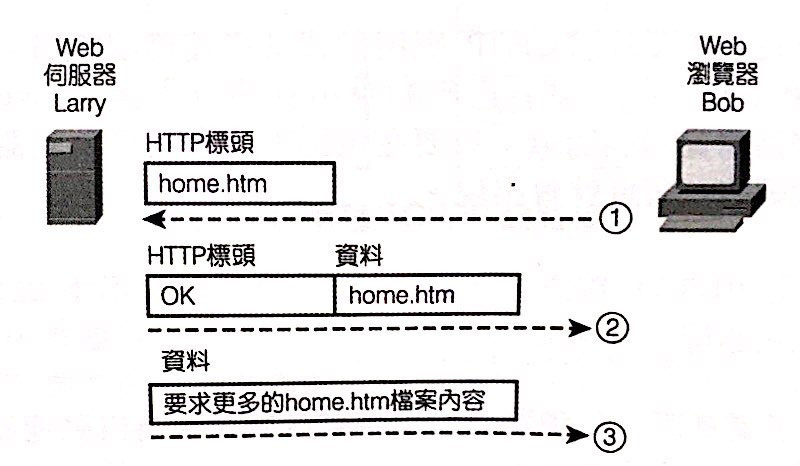 Web
伺服器
Larry
Web
瀏覽器
Bob
HTTP標頭
home.htm
①
HTTP標頭 資料
OK home.htm
②
資料
要求更多的home.htm檔案內容
③